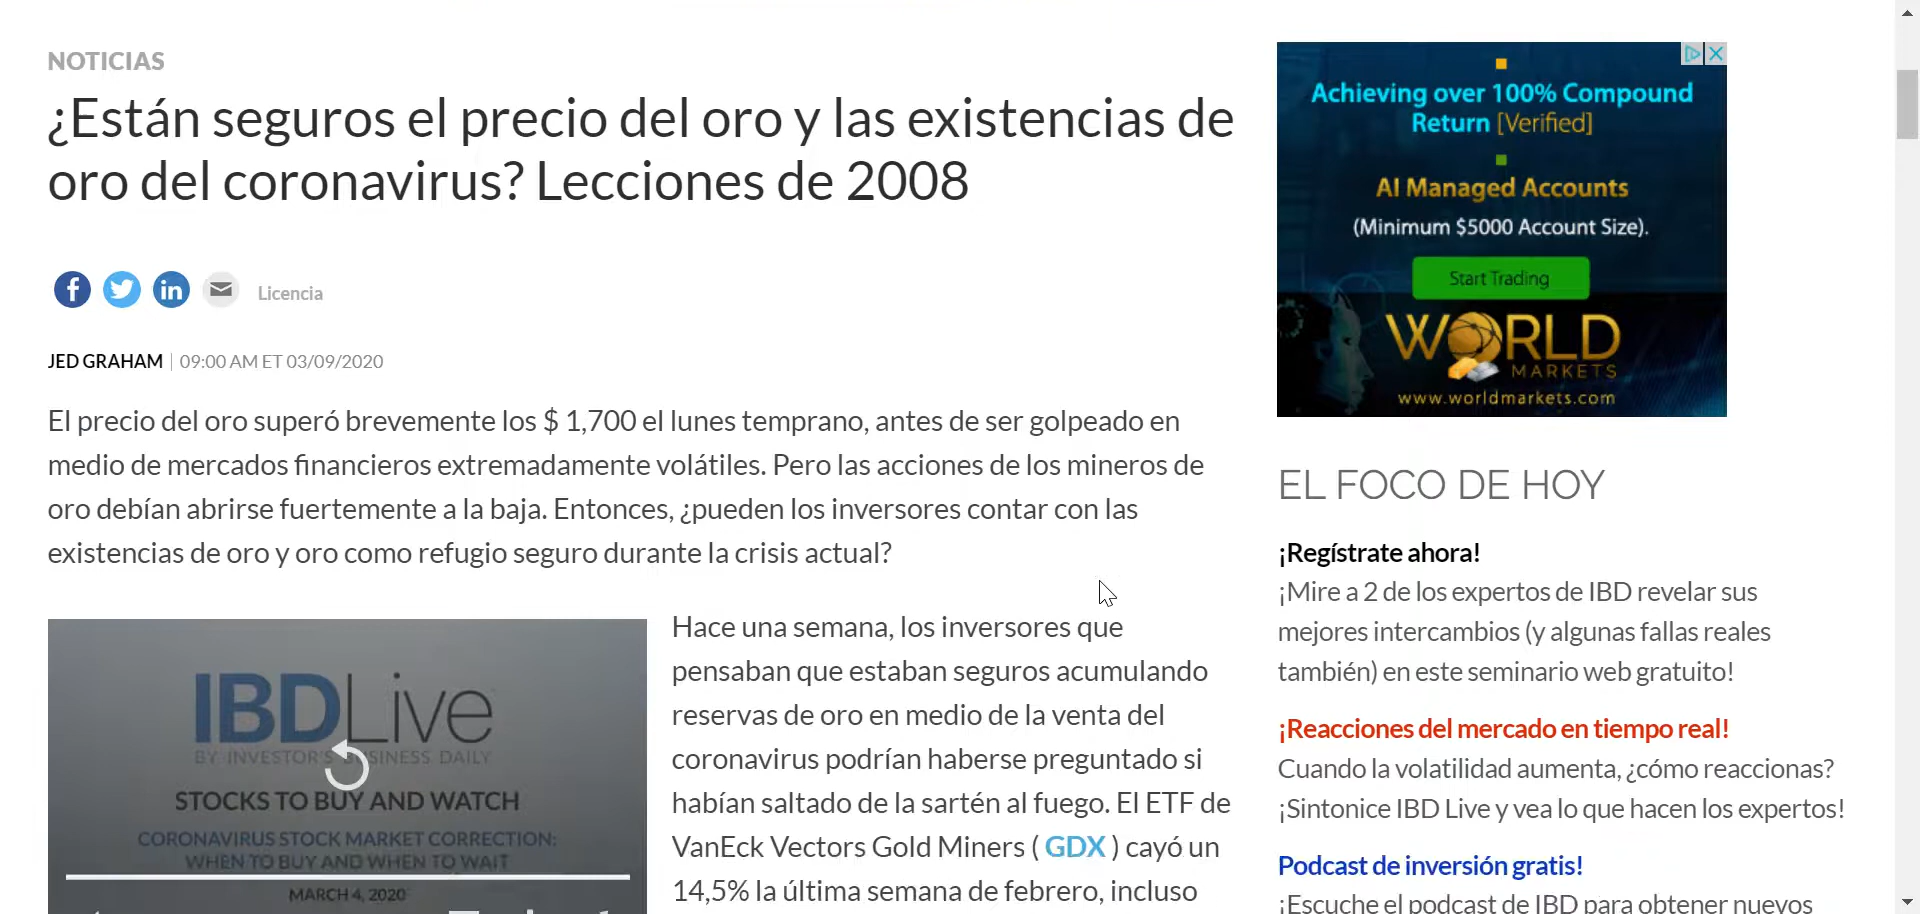 NOTICIAS
¿Están seguros el precio del oro y las existencias de
oro del coronavirus? Lecciones de 2008
Licencia
JED GRAHAM | 09:00 AM ET 03/09/2020
El precio del oro superó brevemente los $ 1,700 el lunes temprano, antes de ser golpeado en
medio de mercados financieros extremadamente volátiles. Pero las acciones de los mineros de
oro debían abrirse fuertemente a la baja. Entonces, ¿pueden los inversores contar con las
existencias de oro y oro como refugio seguro durante la crisis actual?
IBDLive
BY INVESTOR'S BUSINESS DAILY
STOCKS TO BUY AND WATCH
CORONAVIRUS STOCK MARKET CORRECTION:
WHEN TO BUY AND WHEN TO WAIT
MARCH 4, 2020
Hace una semana, los inversores que
pensaban que estaban seguros acumulando
reservas de oro en medio de la venta del
coronavirus podrían haberse preguntado si
habían saltado de la sartén al fuego. El ETF de
VanEck Vectors Gold Miners ( GDX ) cayó un
14,5% la última semana de febrero, incluso
Achieving over 100% Compound
Return [Verified]
AI Managed Accounts
(Minimum $5000 Account Size).
Start Trading
WORLD
MARKETS
www.worldmarkets.com
EL FOCO DE HOY
¡Regístrate ahora!
¡Mire a 2 de los expertos de IBD revelar sus
mejores intercambios (y algunas fallas reales
también) en este seminario web gratuito!
¡Reacciones del mercado en tiempo real!
Cuando la volatilidad aumenta, ¿cómo reaccionas?
¡Sintonice IBD Live y vea lo que hacen los expertos!
Podcast de inversión gratis!
¡Escuche el podcast de IBD para obtener nuevos